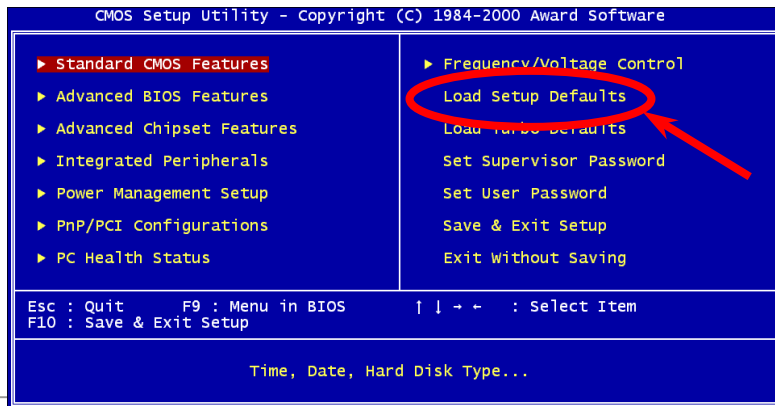 CMOS Setup Utility – Copyright (C) 1984–2000 Award Software
▶ Standard CMOS Features
▶ Advanced BIOS Features
▶ Advanced Chipset Features
▶ Integrated Peripherals
▶ Power Management Setup
▶ PnP/PCI Configurations
▶ PC Health Status
▶ Frequency/Voltage Control
Load Setup Defaults
Load Turbo Defaults
Set Supervisor Password
Set User Password
Save & Exit Setup
Exit Without Saving
Esc : Quit F9 : Menu in BIOS ↑ ↓ → ← : Select Item
F10 : Save & Exit Setup
Time, Date, Hard Disk Type...